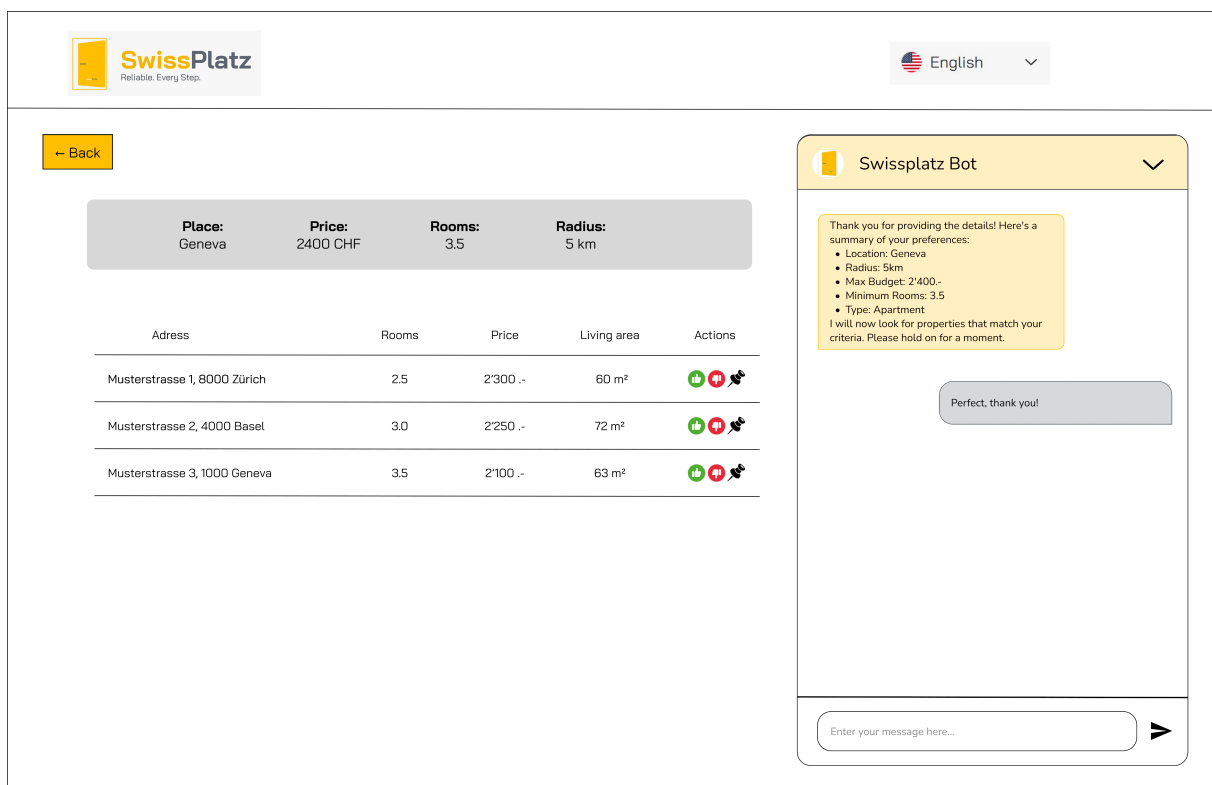 SwissPlatz
Reliable. Every Step.
English
← Back
Place: Price: Rooms: Radius:
Geneva 2400 CHF 3.5 5 km
Adress Rooms Price Living area Actions
Musterstrasse 1, 8000 Zürich 2.5 2'300 .- 60 m²
Musterstrasse 2, 4000 Basel 3.0 2'250 .- 72 m²
Musterstrasse 3, 1000 Geneva 3.5 2'100 .- 63 m²
Swissplatz Bot
Thank you for providing the details! Here's a
summary of your preferences:
• Location: Geneva
• Radius: 5km
• Max Budget: 2'400.-
• Minimum Rooms: 3.5
• Type: Apartment
I will now look for properties that match your
criteria. Please hold on for a moment.
Perfect, thank you!
Enter your message here...